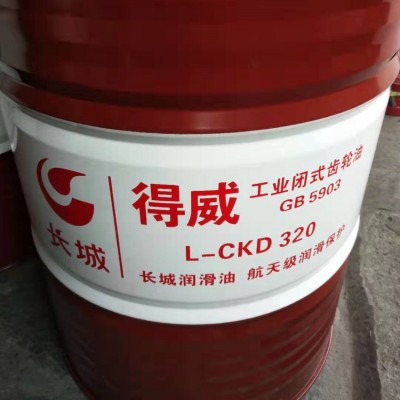 长城
得威
工业闭式齿轮油
GB 5903
L-CKD 320
长城润滑油 航天级润滑保护